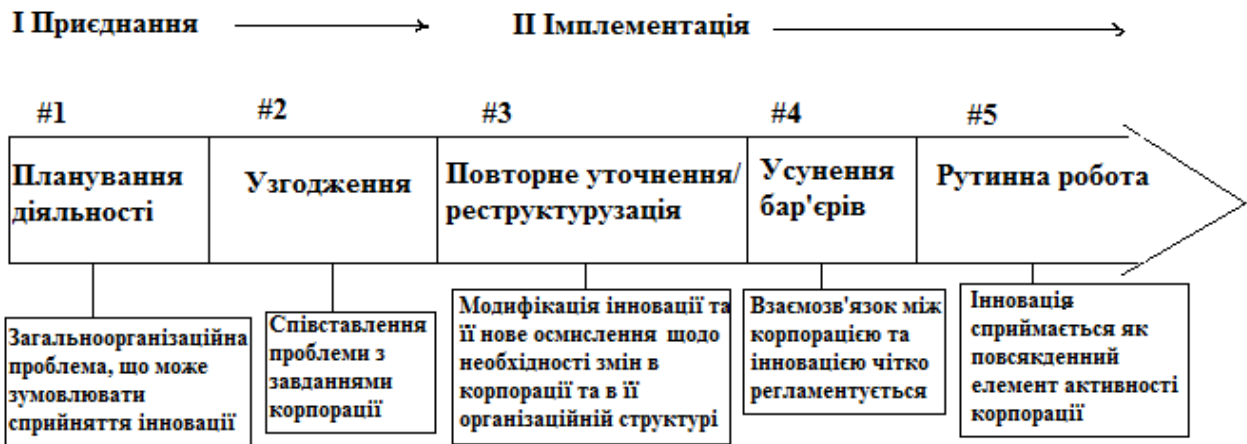 I Приєднання
II Імплементація
#1
#2
#3
#4
#5
Планування
діяльності
Узгодження
Повторне уточнення/
реструктурузація
Усунення
бар'єрів
Рутинна робота
Загальноорганізаційна
проблема, що може
зумовлювати
сприйняття інновації
Співставлення
проблеми з
завданнями
корпорації
Модифікація інновації та
її нове осмислення щодо
необхідності змін в
корпорації та в її
організаційній структурі
Взаємозв'язок між
корпорацією та
інновацією чітко
регламентується
Інновація
сприймається як
повсякденний
елемент активності
корпорації